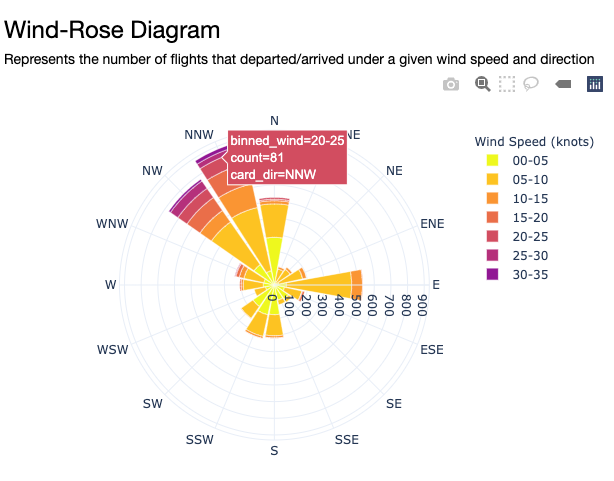 Wind-Rose Diagram
Represents the number of flights that departed/arrived under a given wind speed and direction
N
NNW
NE
binned_wind=20-25
count=81
card_dir=NNW
Wind Speed (knots)
00-05
05-10
10-15
15-20
20-25
25-30
30-35
NW
NE
WNW
ENE
W
E
0
100
200
300
400
500
600
700
800
900
WSW
ESE
SW
SE
SSW
SSE
S